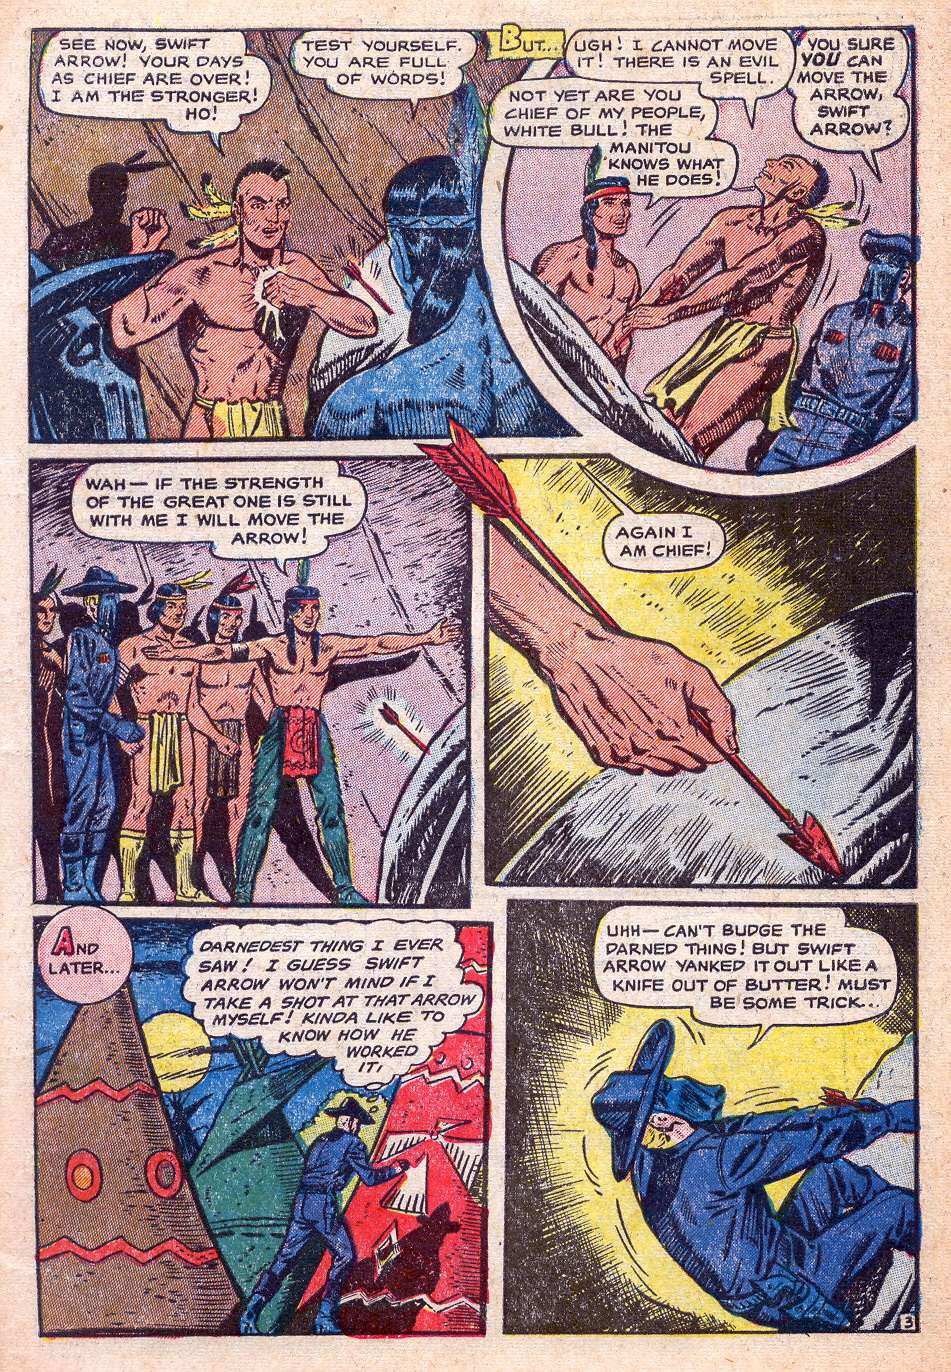 SEE NOW, SWIFT
ARROW! YOUR DAYS
AS CHIEF ARE OVER!
I AM THE STRONGER!
HO!
TEST YOURSELF.
YOU ARE FULL
OF WORDS!
BUT...
UGH! I CANNOT MOVE
IT! THERE IS AN EVIL
SPELL.
NOT YET ARE YOU
CHIEF OF MY PEOPLE,
WHITE BULL! THE
MANITOU
KNOWS WHAT
HE DOES!
YOU SURE
YOU CAN
MOVE THE
ARROW,
SWIFT
ARROW?
WAH— IF THE STRENGTH
OF THE GREAT ONE IS STILL
WITH ME I WILL MOVE THE
ARROW!
AGAIN I
AM CHIEF!
AND
LATER...
DARNEDEST THING I EVER
SAW! I GUESS SWIFT
ARROW WON'T MIND IF I
TAKE A SHOT AT THAT ARROW
MYSELF! KINDA LIKE TO
KNOW HOW HE
WORKED
IT.
UHH— CAN'T BUDGE THE
DARNED THING! BUT SWIFT
ARROW YANKED IT OUT LIKE A
KNIFE OUT OF BUTTER! MUST
BE SOME TRICK...
3